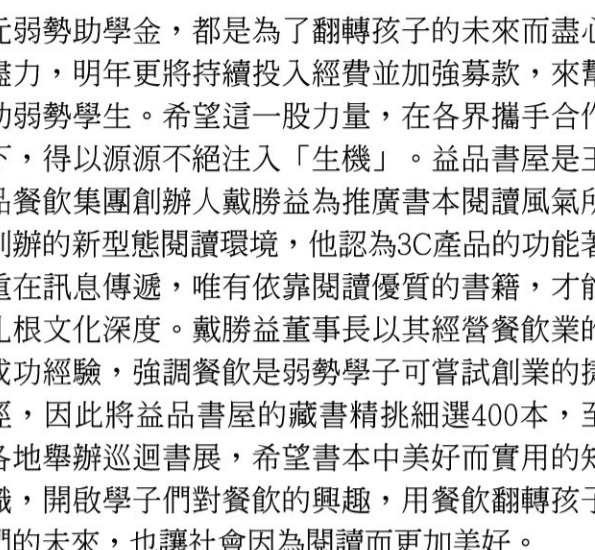 元弱勢助學金，都是為了翻轉孩子的未來而盡心
盡力，明年更將持續投入經費並加強募款，來幫
助弱勢學生。希望這一股力量，在各界攜手合作
下，得以源源不絕注入「生機」。益品書屋是王
品餐飲集團創辦人戴勝益為推廣書本閱讀風氣所
創辦的新型態閱讀環境，他認為3C產品的功能著
重在訊息傳遞，唯有依靠閱讀優質的書籍，才能
扎根文化深度。戴勝益董事長以其經營餐飲業的
成功經驗，強調餐飲是弱勢學子可嘗試創業的捷
徑，因此將益品書屋的藏書精挑細選400本，至
各地舉辦巡迴書展，希望書本中美好而實用的知
識，開啟學子們對餐飲的興趣，用餐飲翻轉孩子
們的未來，也讓社會因為閱讀而更加美好。